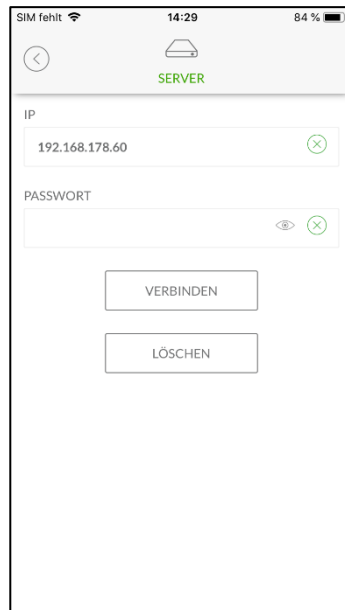 SIM fehlt 14:29 84 %
SERVER
IP
192.168.178.60
PASSWORT
VERBINDEN
LÖSCHEN